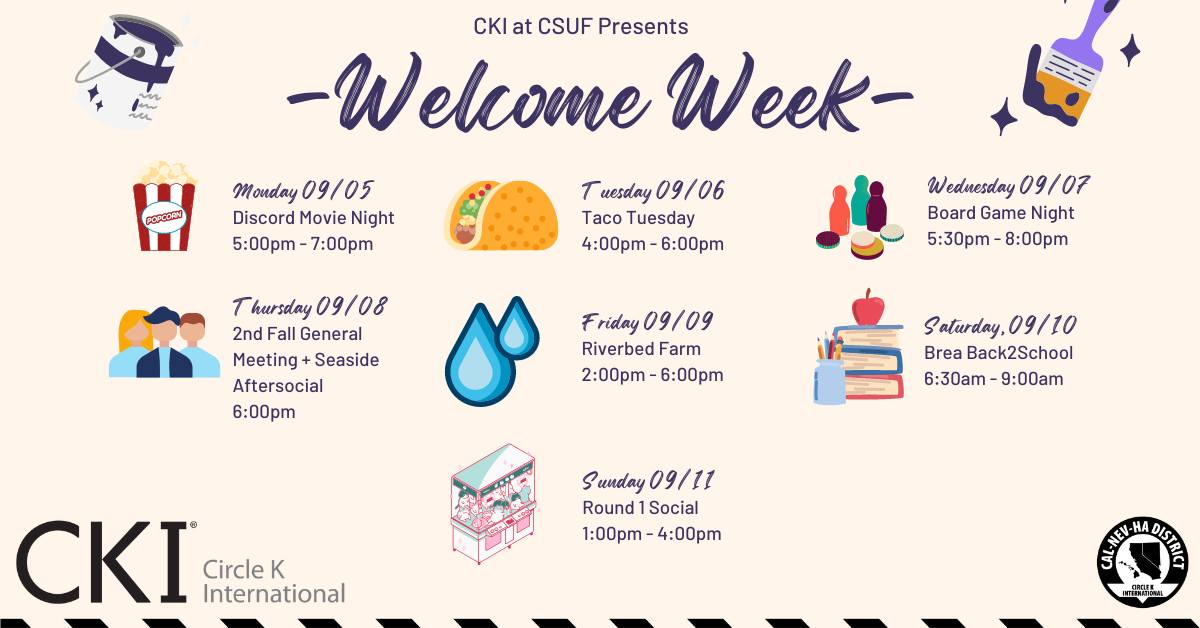 CKI at CSUF Presents
-Welcome Week-
POPCORN
Monday 09/05
Discord Movie Night
5:00pm - 7:00pm
Tuesday 09/06
Taco Tuesday
4:00pm - 6:00pm
Wednesday 09/07
Board Game Night
5:30pm - 8:00pm
Thursday 09/08
2nd Fall General
Meeting + Seaside
Aftersocial
6:00pm
Friday 09/09
Riverbed Farm
2:00pm - 6:00pm
Saturday, 09/10
Brea Back2School
6:30am - 9:00am
Sunday 09/11
Round 1 Social
1:00pm - 4:00pm
CKI®
Circle K
International
CAL-NEV-HA DISTRICT
CIRCLE K
INTERNATIONAL